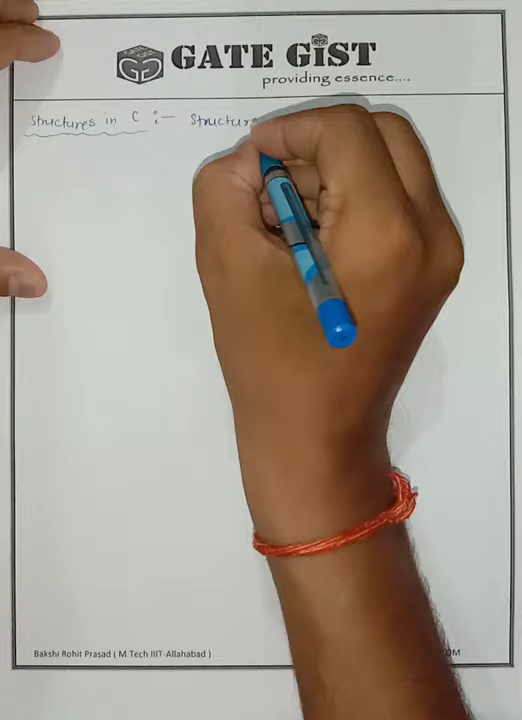 GATE GiST
providing essence....
Structures in C :- Structure
Bakshi Rohit Prasad ( M.Tech IIIT-Allahabad )